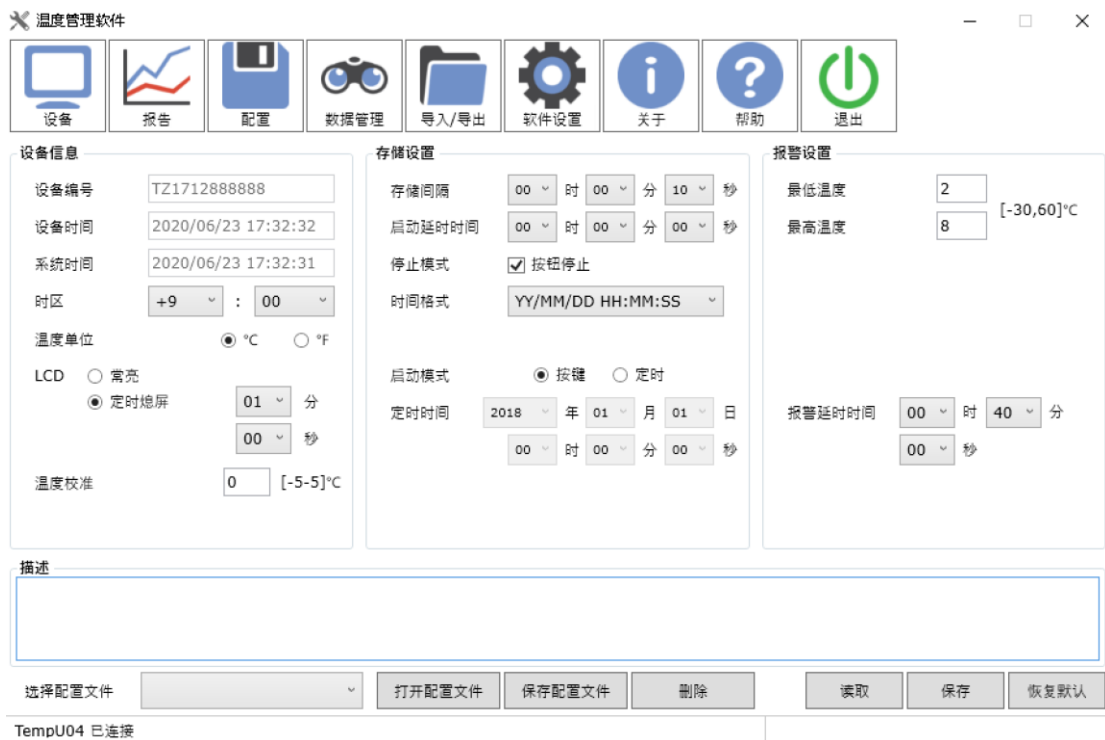 温度管理软件
设备 报告 配置 数据管理 导入/导出 软件设置 关于 帮助 退出
设备信息
设备编号 TZ1712888888
设备时间 2020/06/23 17:32:32
系统时间 2020/06/23 17:32:31
时区 +9 : 00
温度单位 °C °F
LCD 常亮
定时熄屏 01 分
00 秒
温度校准 0 [-5-5]°C
存储设置
存储间隔 00 时 00 分 10 秒
启动延时时间 00 时 00 分 00 秒
停止模式 按钮停止
时间格式 YY/MM/DD HH:MM:SS
启动模式 按键 定时
定时时间 2018 年 01 月 01 日
00 时 00 分 00 秒
报警设置
最低温度 2
[-30,60]°C
最高温度 8
报警延时时间 00 时 40 分
00 秒
描述
选择配置文件 打开配置文件 保存配置文件 删除 读取 保存 恢复默认
TempU04 已连接